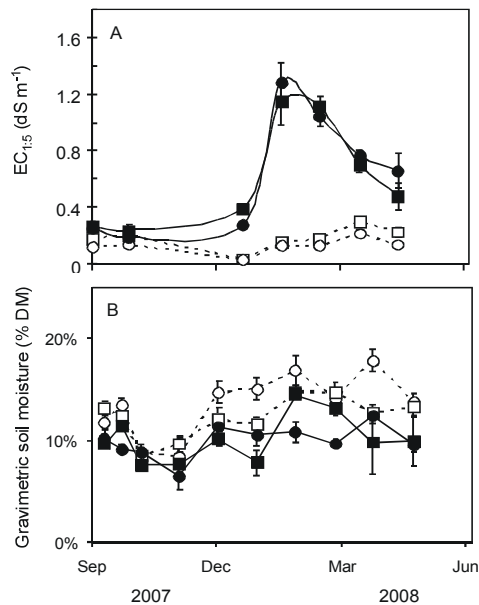 A
1.6
1.2
0.8
0.4
0
EC1:5 (dS m-1)
B
20%
10%
0%
Gravimetric soil moisture (% DM)
Sep Dec Mar Jun
2007 2008